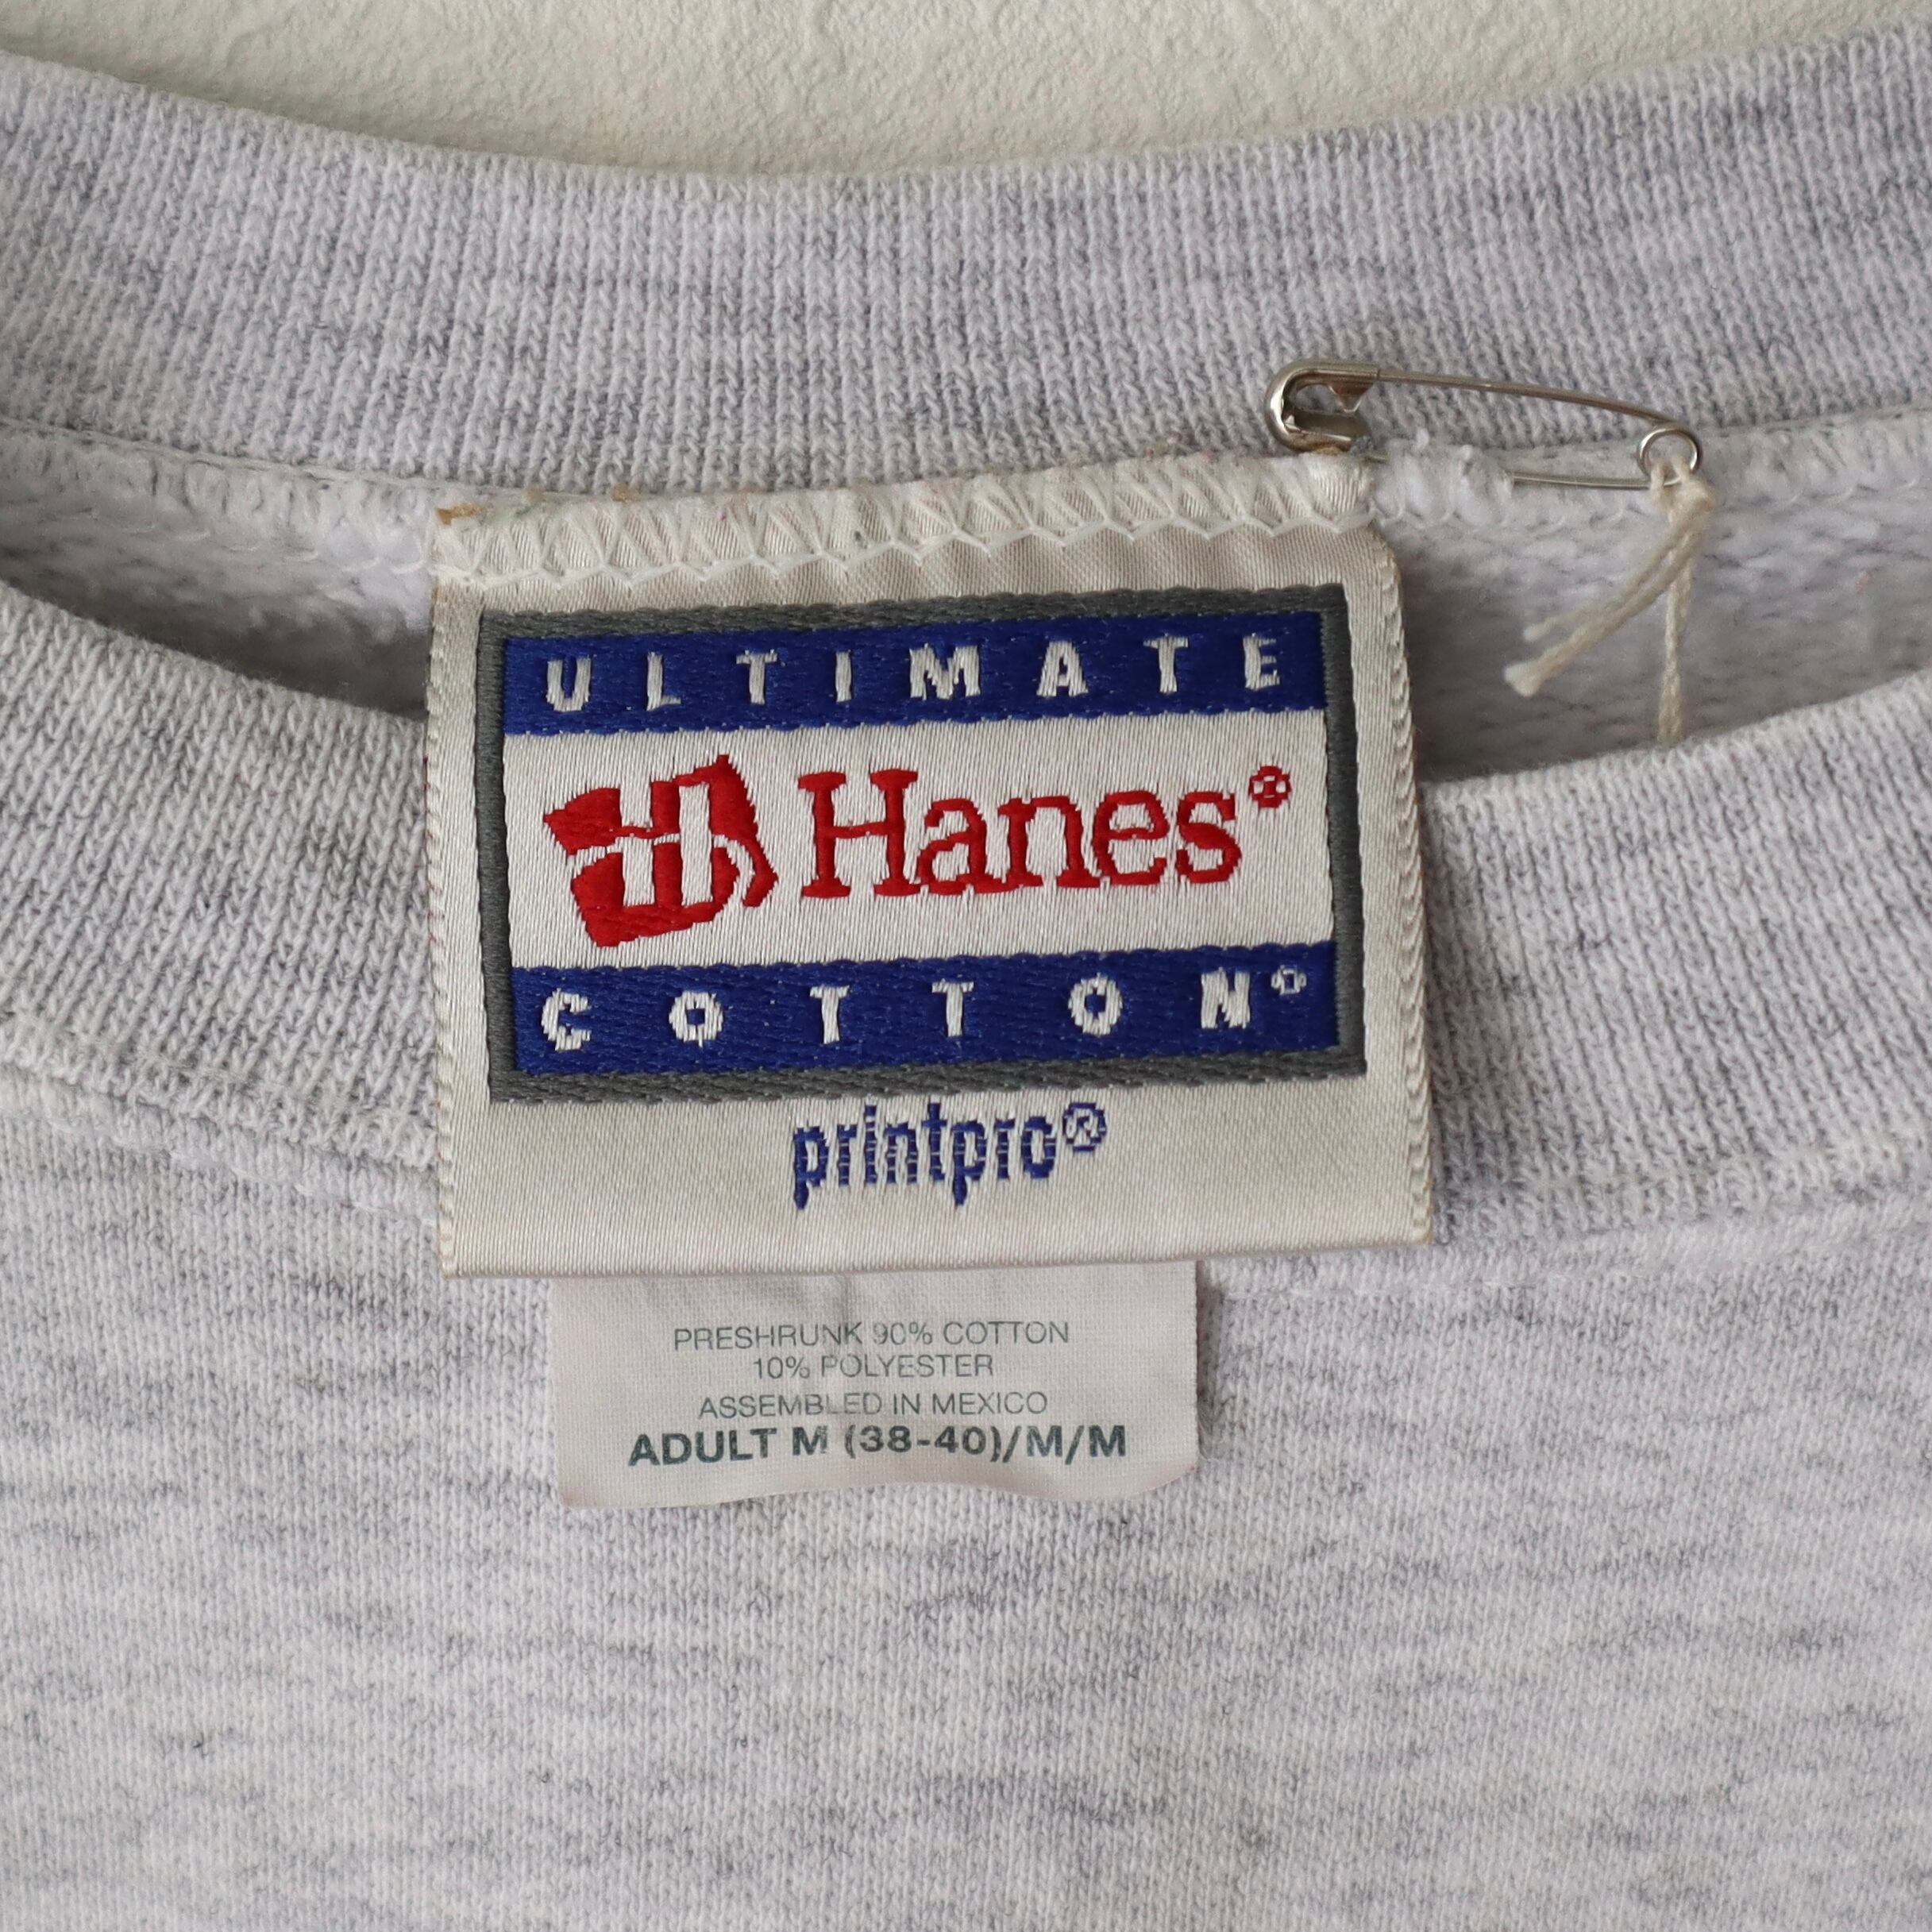 ULTIMATE
Hanes®
COTTON®
printpro®
PRESHRUNK 90% COTTON
10% POLYESTER
ASSEMBLED IN MEXICO
ADULT M (38-40)/M/M